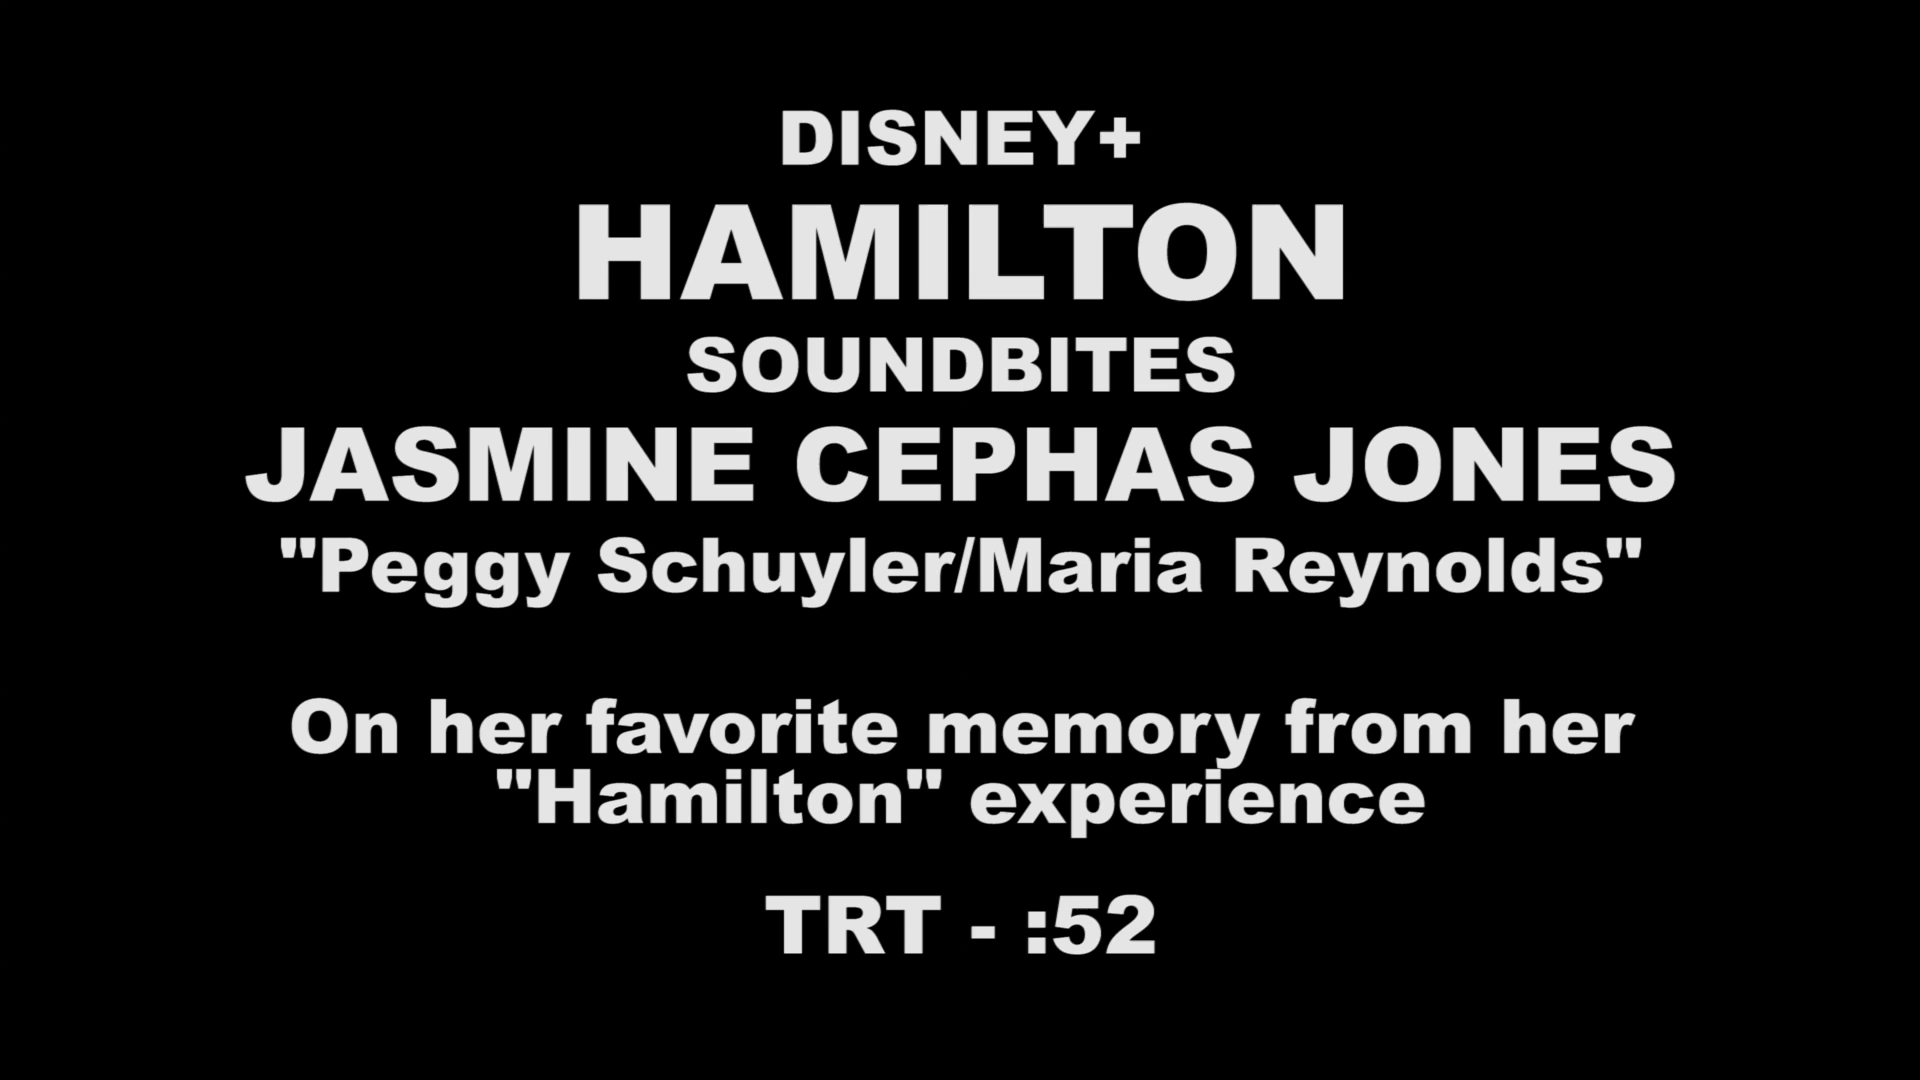 DISNEY+
HAMILTON
SOUNDBITES
JASMINE CEPHAS JONES
"Peggy Schuyler/Maria Reynolds"
On her favorite memory from her
"Hamilton" experience
TRT - :52